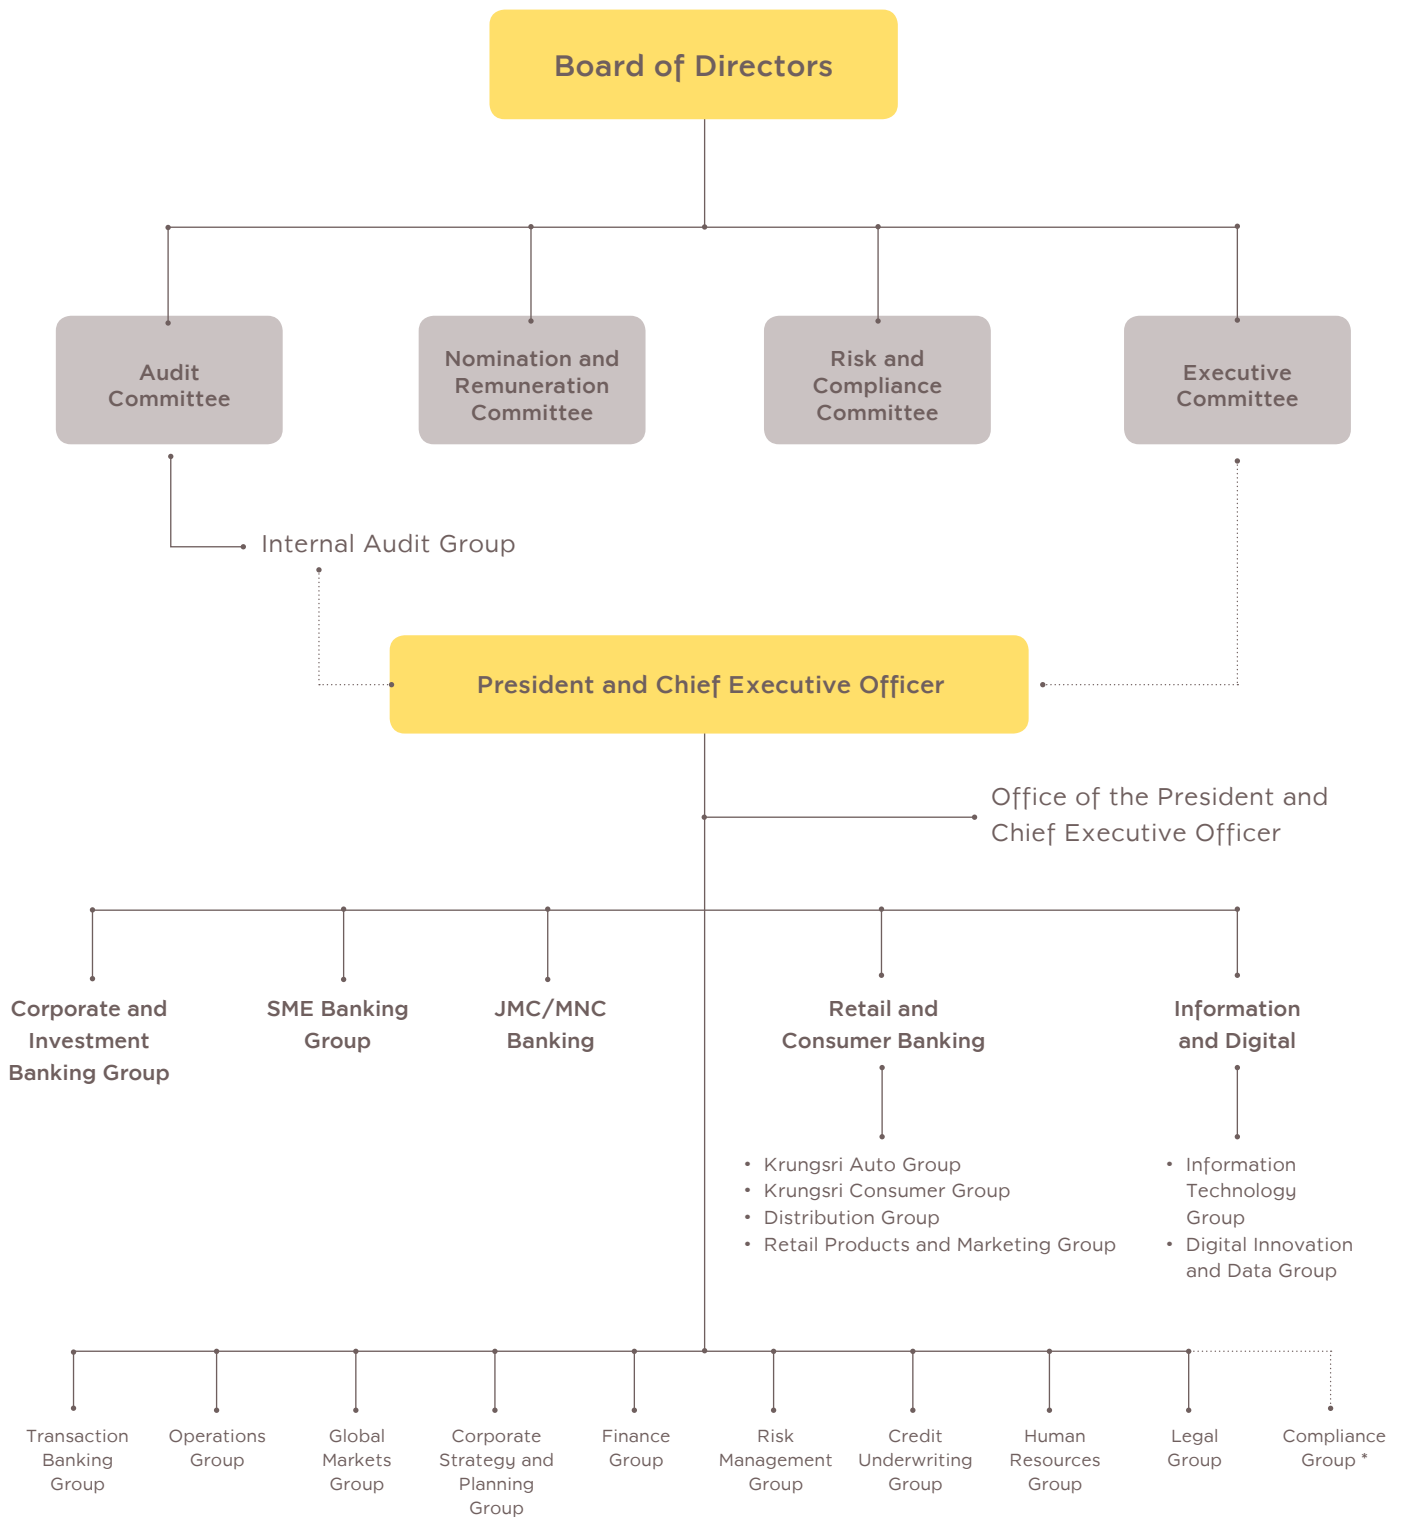 Board of Directors
Audit
Committee
Nomination and
Remuneration
Committee
Risk and
Compliance
Committee
Executive
Committee
Internal Audit Group
President and Chief Executive Officer
Office of the President and
Chief Executive Officer
Corporate and
Investment
Banking Group
SME Banking
Group
JMC/MNC
Banking
Retail and
Consumer Banking
Information
and Digital
• Krungsri Auto Group
• Krungsri Consumer Group
• Distribution Group
• Retail Products and Marketing Group
• Information
Technology
Group
• Digital Innovation
and Data Group
Transaction
Banking
Group
Operations
Group
Global
Markets
Group
Corporate
Strategy and
Planning
Group
Finance
Group
Risk
Management
Group
Credit
Underwriting
Group
Human
Resources
Group
Legal
Group
Compliance
Group *